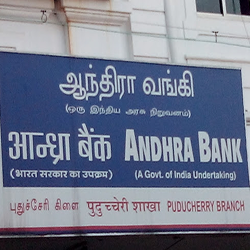 ஆந்திரா வங்கி
(ஒரு இந்திய அரசு நிறுவனம்)
आन्ध्रा बैंक ANDHRA BANK
(भारत सरकार का उपक्रम) (A Govt. of India Undertaking)
புதுச்சேரி கிளை पुदुच्चेरी शाखा PUDUCHERRY BRANCH